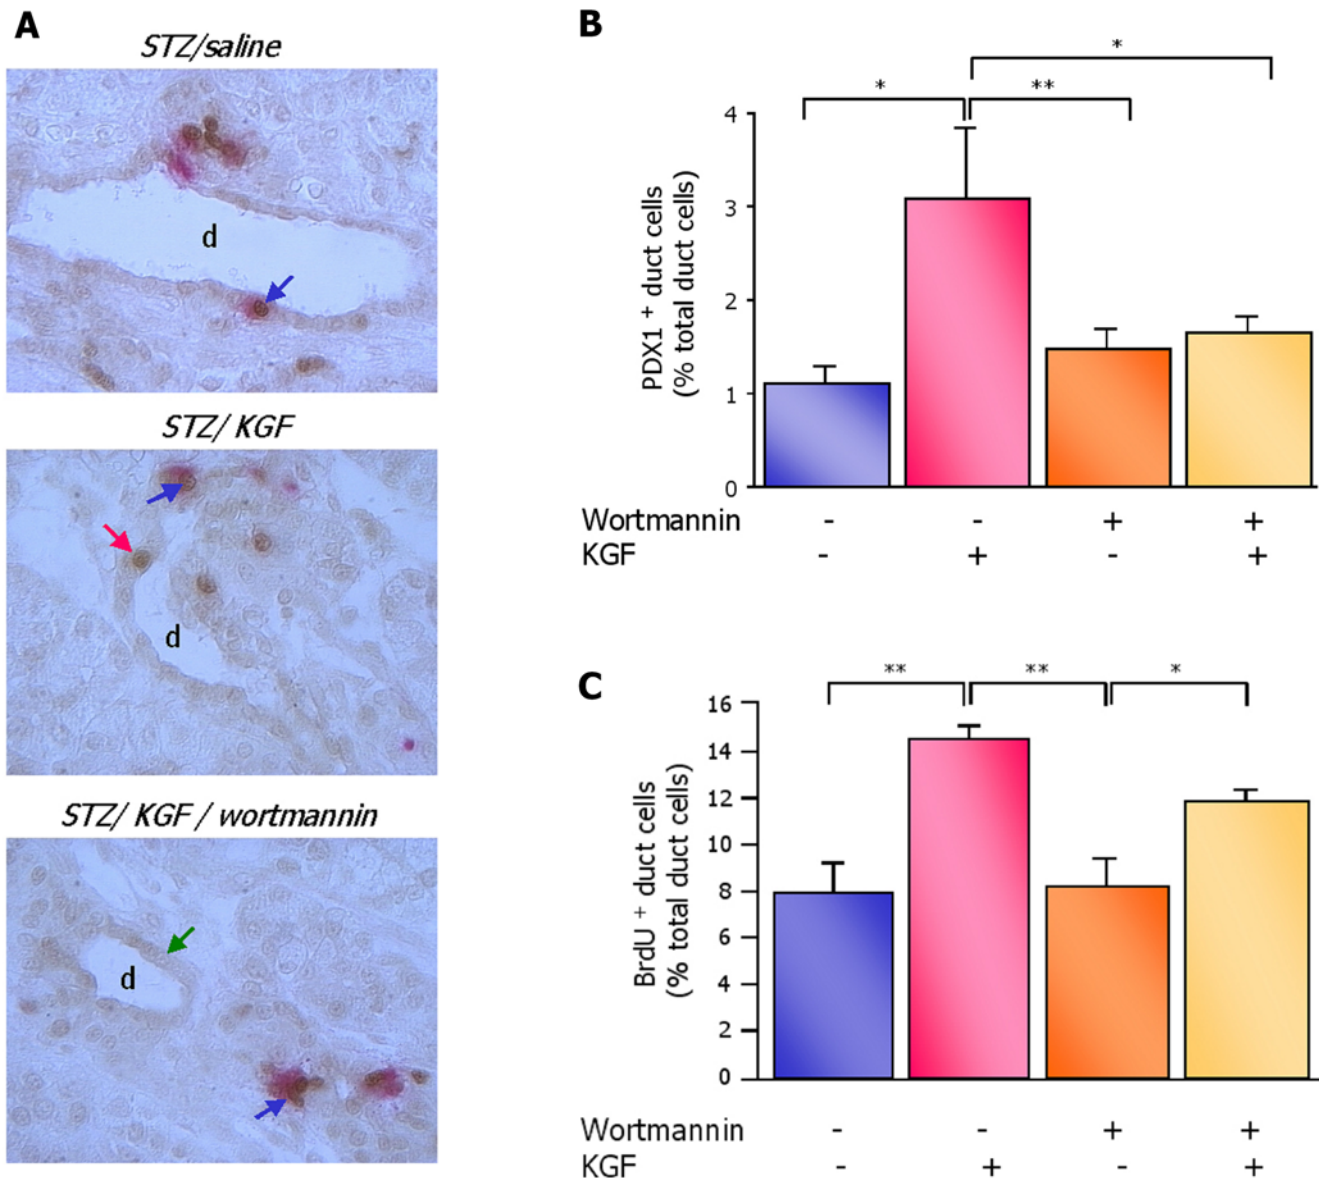 A
STZ/saline
d
STZ/ KGF
d
STZ/ KGF / wortmannin
d
B
*
*
**
PDX1 + duct cells
(% total duct cells)
4
3
2
1
0
Wortmannin - - + +
KGF - + - +
C
** ** *
BrdU + duct cells
(% total duct cells)
16
14
12
10
8
6
4
2
0
Wortmannin - - + +
KGF - + - +